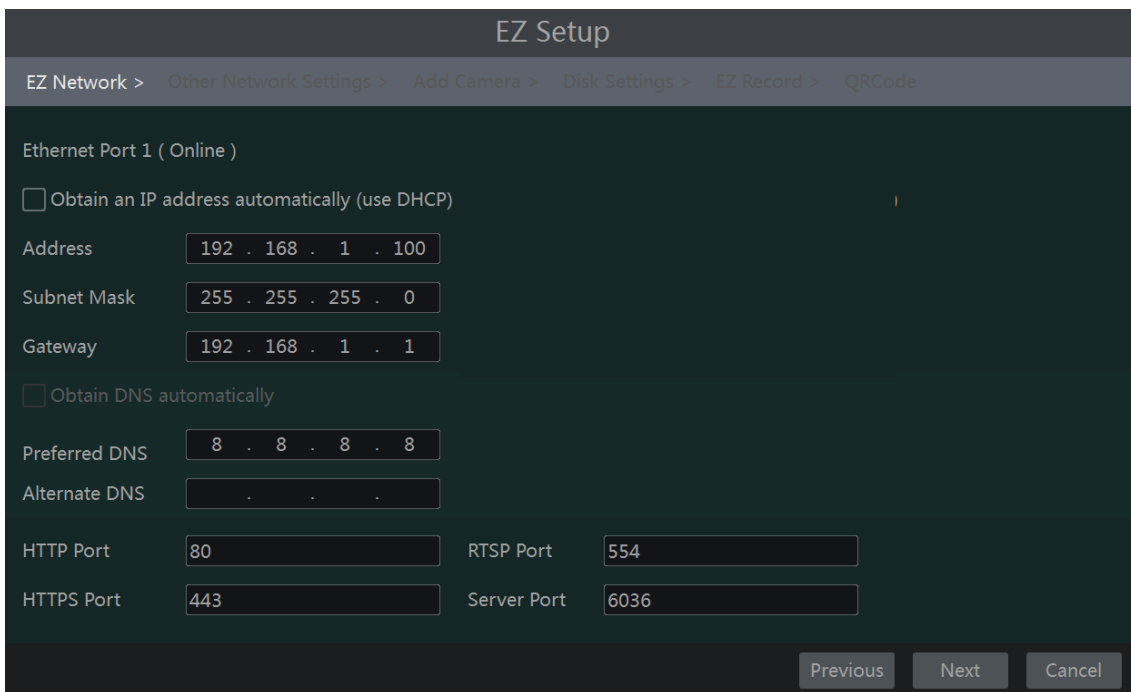 EZ Setup
EZ Network > Other Network Settings > Add Camera > Disk Settings > EZ Record > QRCode
Ethernet Port 1 ( Online )
Obtain an IP address automatically (use DHCP) )
Address 192 . 168 . 1 . 100
Subnet Mask 255 . 255 . 255 . 0
Gateway 192 . 168 . 1 . 1
Obtain DNS automatically
Preferred DNS 8 . 8 . 8 . 8
Alternate DNS . . .
HTTP Port 80 RTSP Port 554
HTTPS Port 443 Server Port 6036
Previous Next Cancel